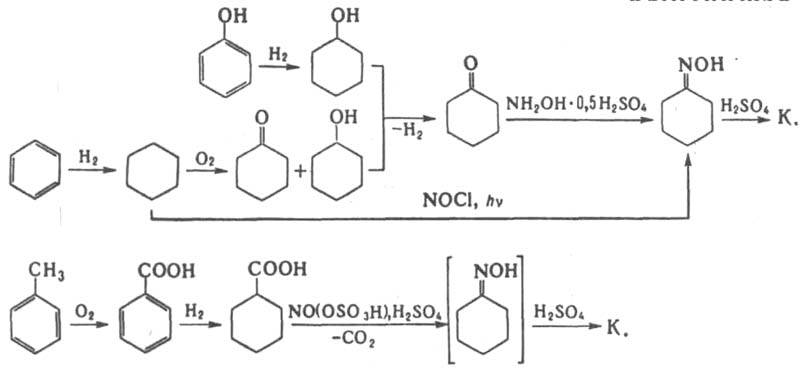 OH OH
H₂
O NOH
NH₂OH·0,5H₂SO₄ H₂SO₄ K.
–H₂
O OH
H₂ O₂ +
NOCl, hν
CH₃ COOH COOH NOH
O₂ H₂ NO(OSO₃H),H₂SO₄ H₂SO₄ K.
–CO₂